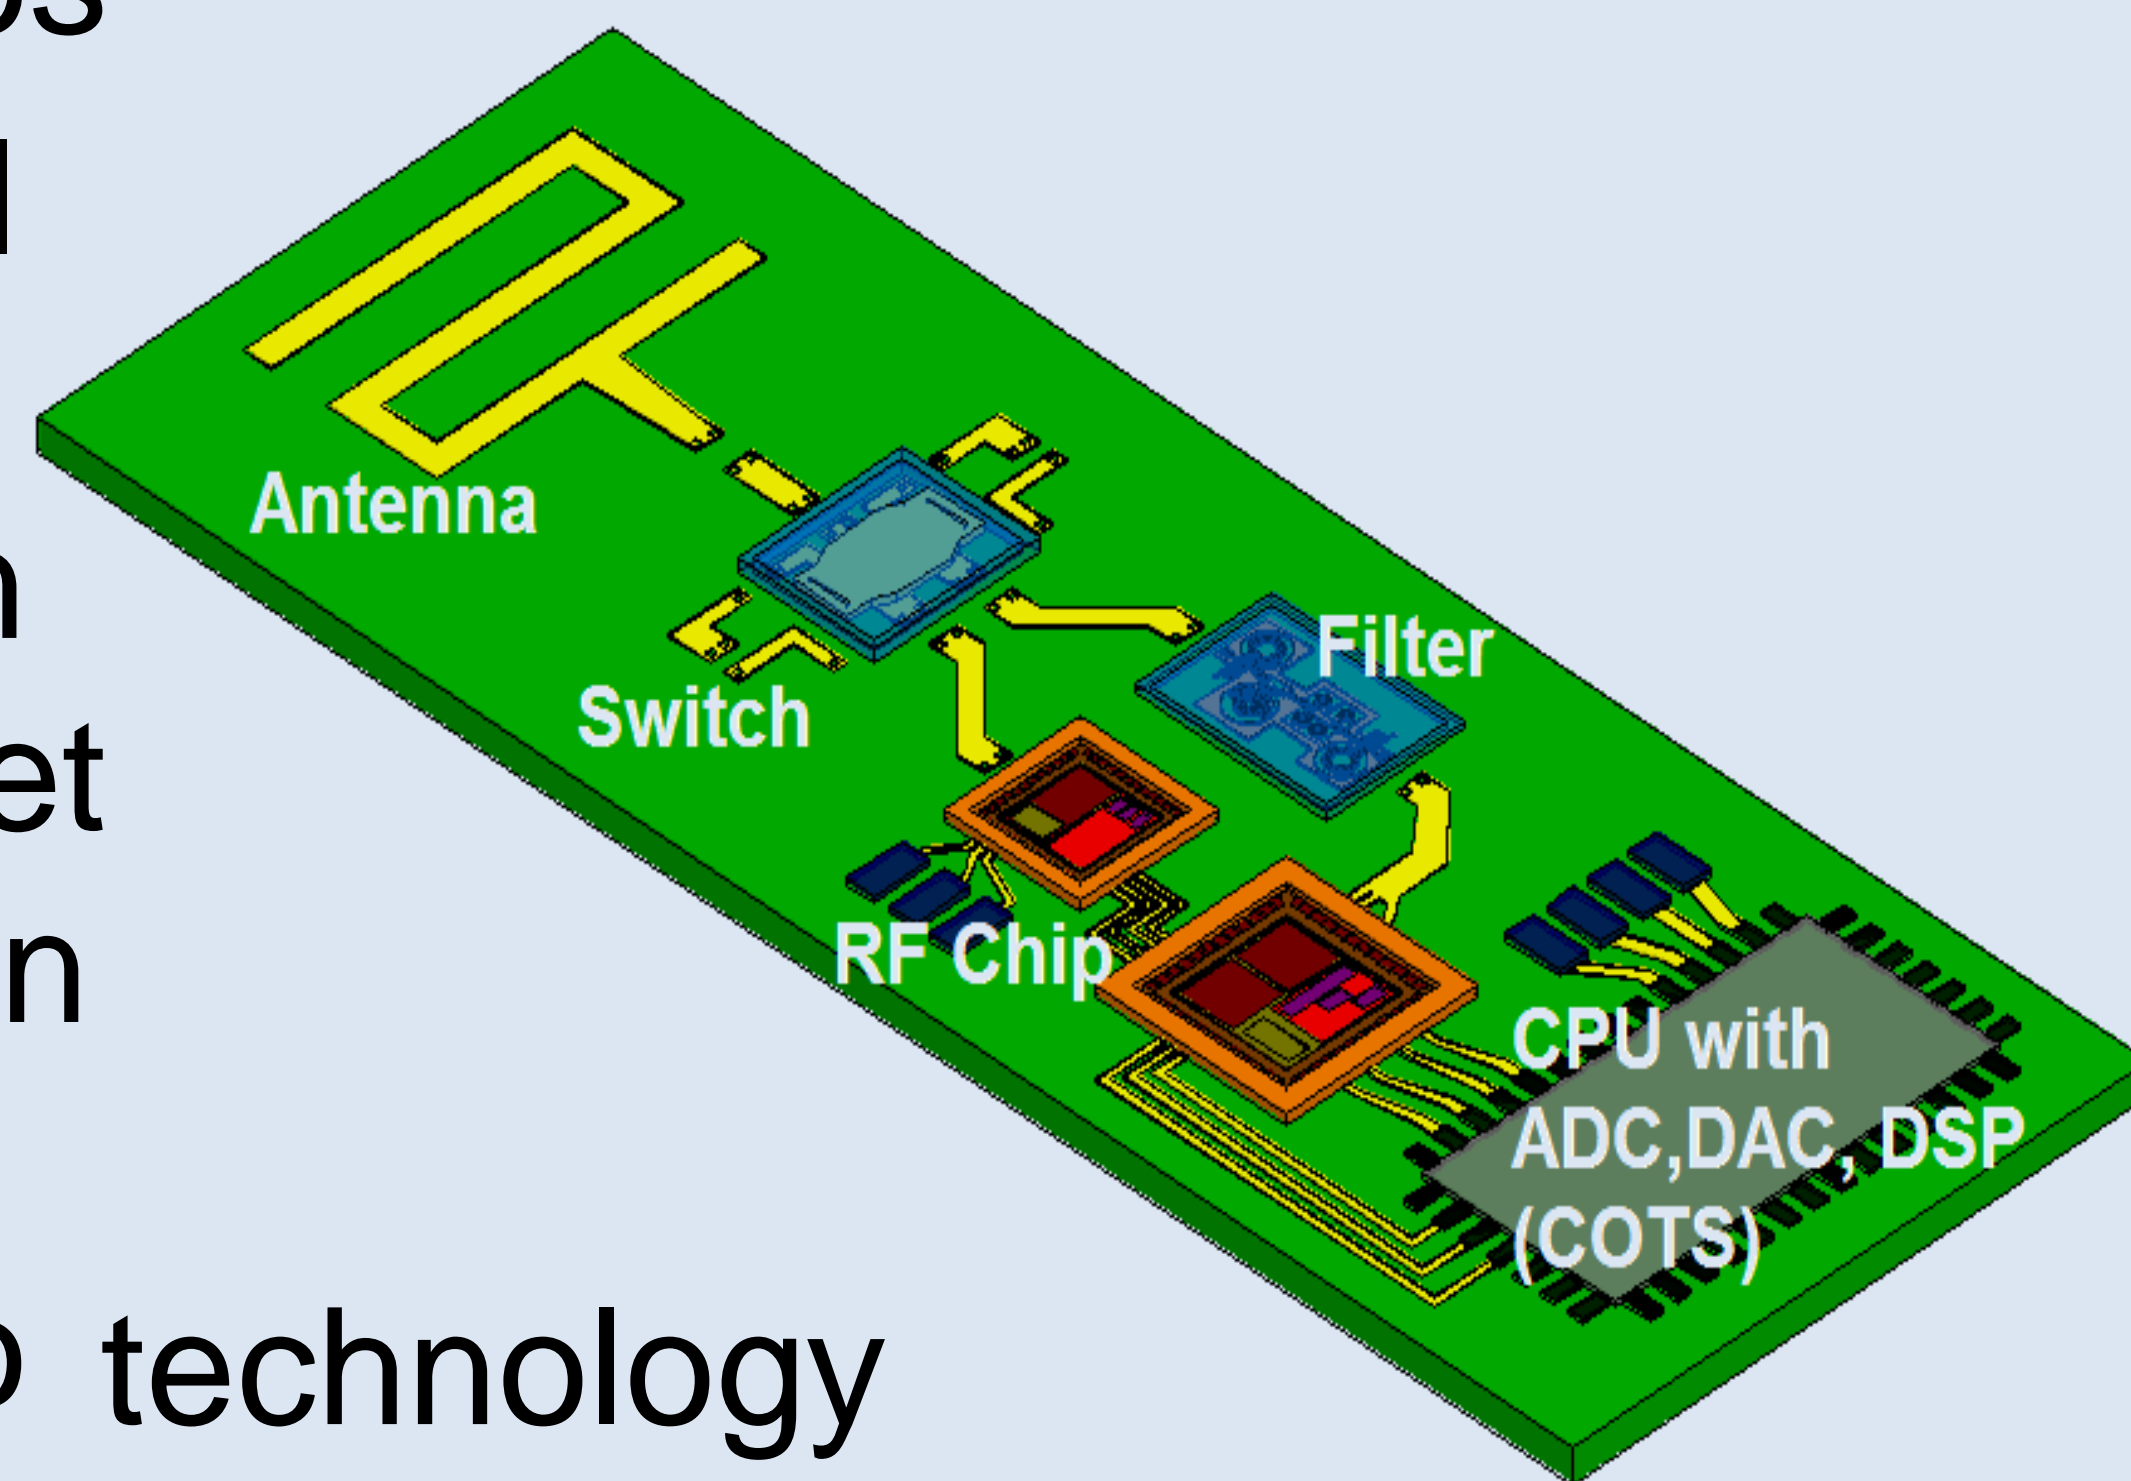 Antenna
Switch
Filter
RF Chip
CPU with
ADC,DAC, DSP
(COTS)
technology